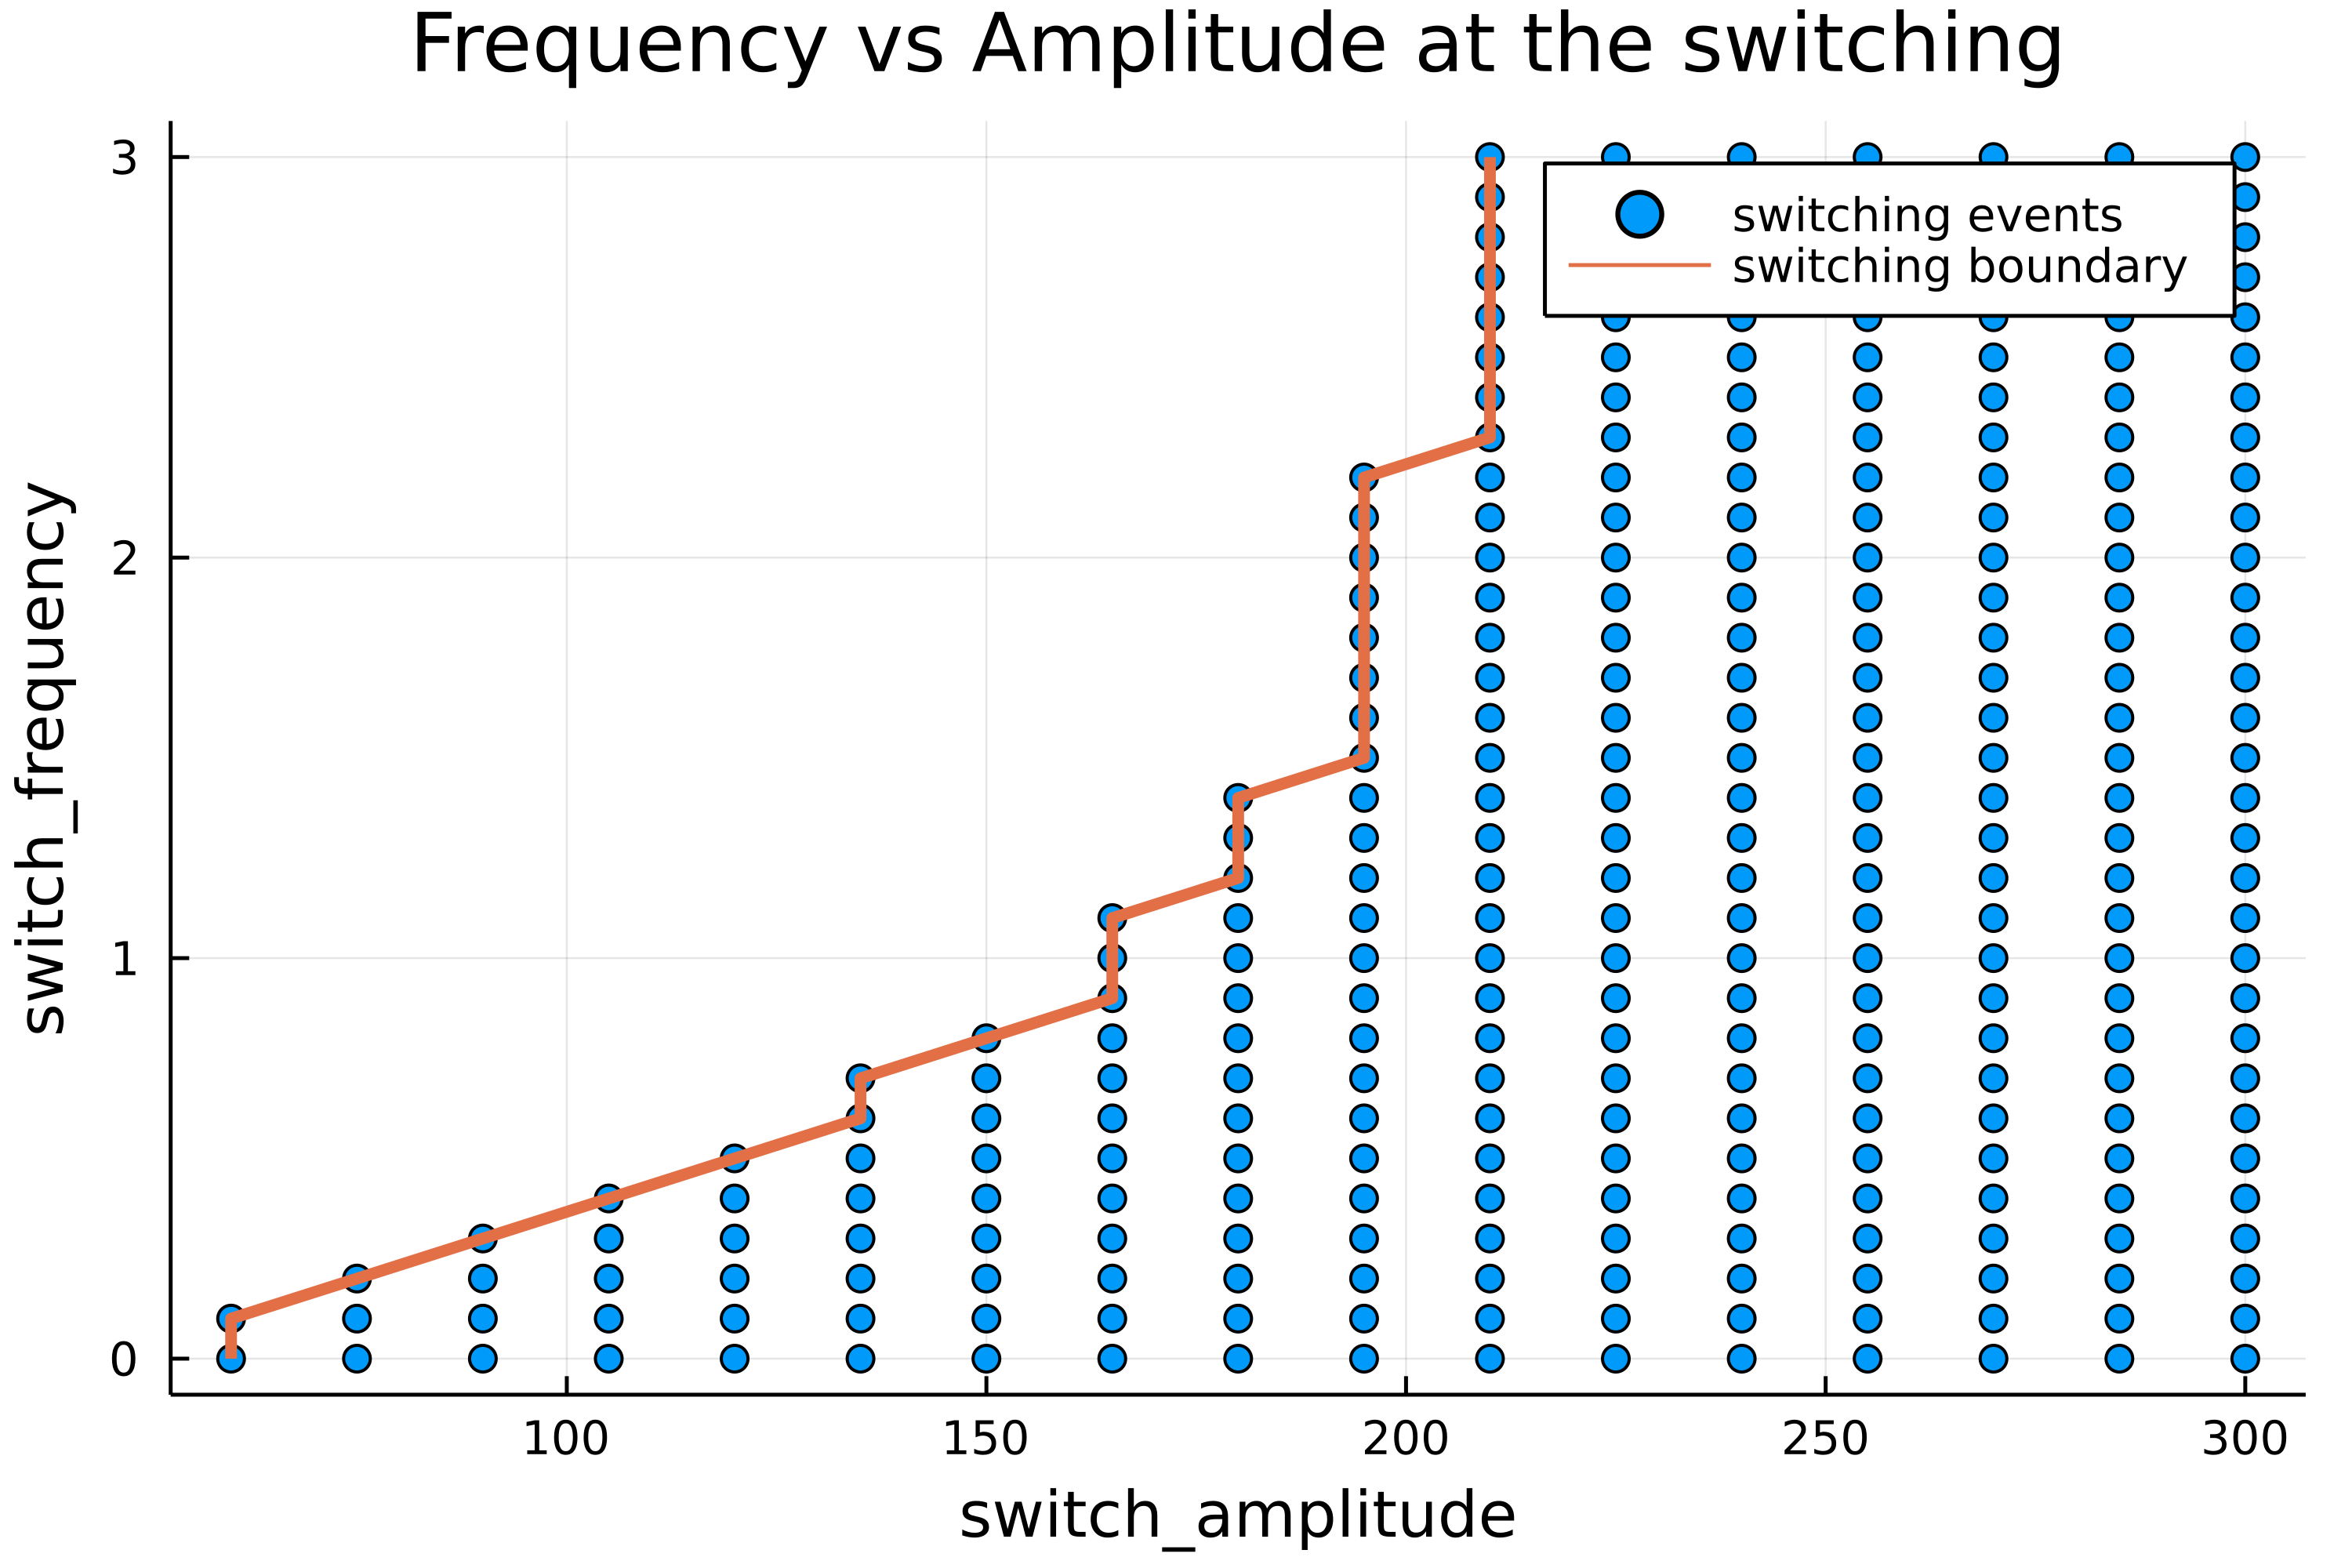 Frequency vs Amplitude at the switching
switching events
switching boundary
switch_frequency
3
2
1
0
100 150 200 250 300
switch_amplitude